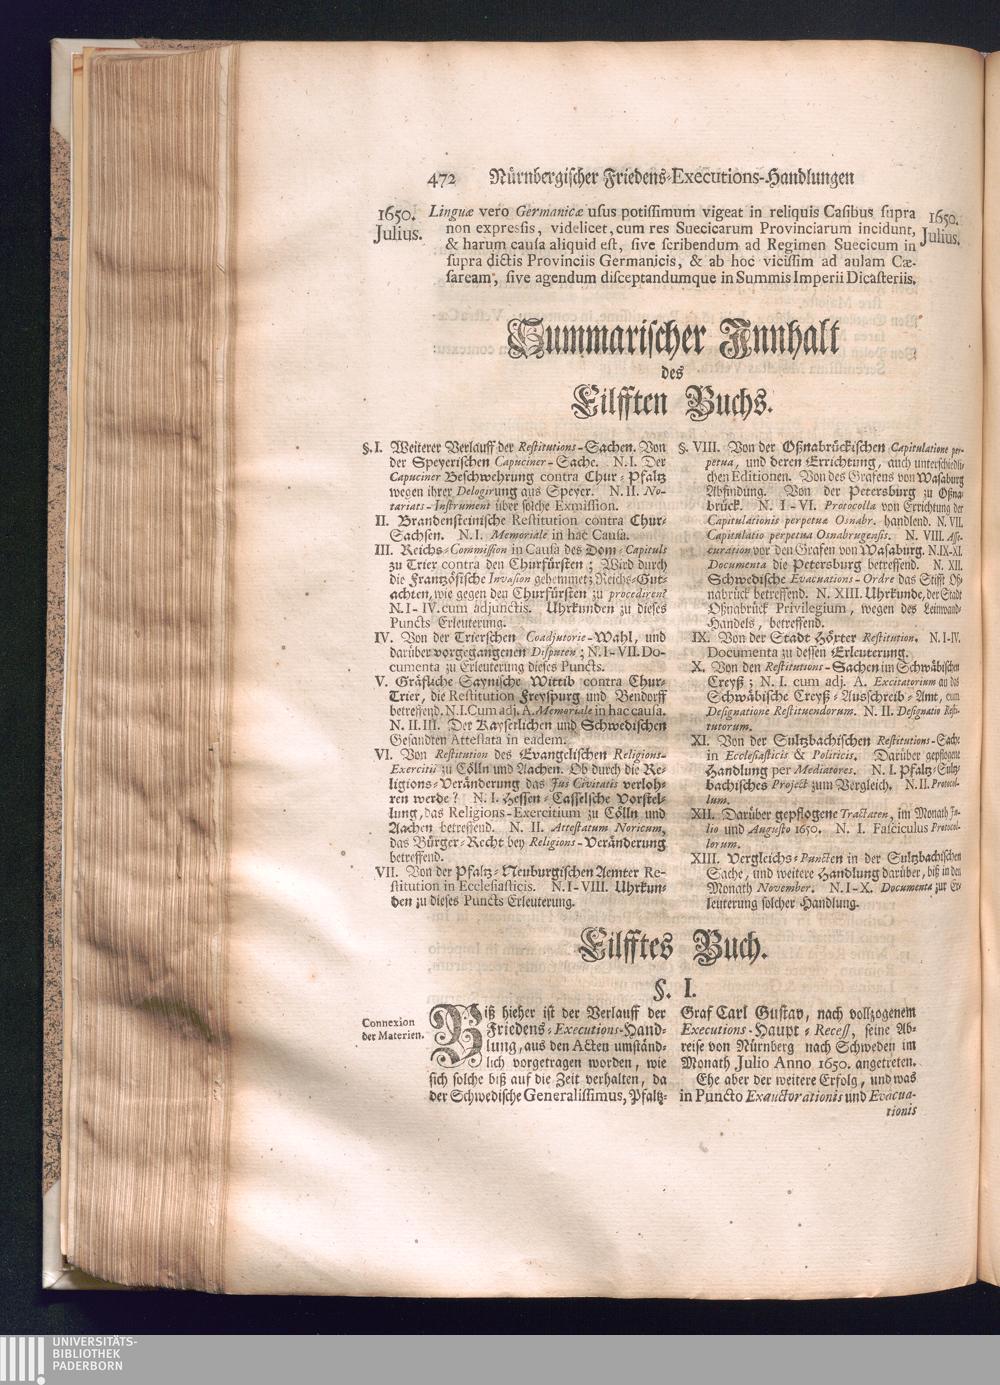 472 Nürnbergischer Friedens-Executions-Handlungen
1650. Julius.
Linguæ vero Germanicæ usus potissimum vigeat in reliquis Casibus supra
non expressis, videlicet, cum res Suecicarum Provinciarum incidunt,
& harum causa aliquid est, sive scribendum ad Regimen Suecicum in
supra dictis Provinciis Germanicis, & ab hoc vicissim ad aulam Cæ-
saream, sive agendum disceptandumque in Summis Imperii Dicasteriis.
1650. Julius.
Summarischer Innhalt
des
Eilfften Buchs.
§. I. Weiterer Verlauff der Restitutions-Sachen. Von
der Speyerischen Capuciner-Sache. N. I. Der
Capuciner Beschwehrung contra Chur-Pfaltz
wegen ihrer Delogirung aus Speyer. N. II. No-
tariats-Instrument über solche Exmission.
II. Brandensteinische Restitution contra Chur-
Sachsen. N. I. Memoriale in hac Causa.
III. Reichs-Commission in Causa des Dom-Capituls
zu Trier contra den Churfürsten; Wird durch
die Frantzösische Invasion gehemmet; Reichs-Gut-
achten, wie gegen den Churfürsten zu procediren?
N. I-IV. cum adjunctis. Uhrkunden zu dieses
Puncts Erleuterung.
IV. Von der Trierschen Coadjutorie-Wahl, und
darüber vorgegangenen Disputen; N. I-VII. Do-
cumenta zu Erleuterung dieses Puncts.
V. Gräfliche Saynische Wittib contra Chur-
Trier, die Restitution Freyspurg und Bendorff
betreffend. N. I. Cum adj. A. Memoriale in hac causa.
N. II. III. Der Kayserlichen und Schwedischen
Gesandten Attestata in eadem.
VI. Von Restitution des Evangelischen Religions-
Exercitii zu Cölln und Aachen. Ob durch die Re-
ligions-Veränderung das Jus Civitatis verloh-
ren werde? N. I. Hessen-Casselsche Vorstel-
lung, das Religions-Exercitium zu Cölln und
Aachen betreffend. N. II. Attestatum Noricum,
das Bürger-Recht bey Religions-Veränderung
betreffend.
VII. Von der Pfaltz-Neuburgischen Aemter Re-
stitution in Ecclesiasticis. N. I-VIII. Uhrkun-
den zu dieses Puncts Erleuterung.
§. VIII. Von der Oßnabrückischen Capitulatione per-
petua, und deren Errichtung, auch unterschiedli-
chen Editionen. Von des Grafens von Wasaburg
Abfindung. Von der Petersburg zu Oßna-
brück. N. I-VI. Protocolla von Errichtung der
Capitulationis perpetuæ Osnabr. handlend. N. VII.
Capitulatio perpetua Osnabrugensis. N. VIII. Asse-
curation vor den Grafen von Wasaburg. N. IX-XI.
Documenta die Petersburg betreffend. N. XII.
Schwedische Evacuations-Ordre das Stifft Oß-
nabrück betreffend. N. XIII. Uhrkunde, der Stadt
Oßnabrück Privilegium, wegen des Leinwand-
Handels, betreffend.
IX. Von der Stadt Höxter Restitution. N. I-IV.
Documenta zu dessen Erleuterung.
X. Von den Restitutions-Sachen im Schwäbischen
Creyß; N. I. cum adj. A. Excitatorium an das
Schwäbische Creyß-Ausschreib-Amt, cum
Designatione Restituendorum. N. II. Designatio Resti-
tutorum.
XI. Von der Sultzbachischen Restitutions-Sache
in Ecclesiasticis & Politicis. Darüber gepflogene
Handlung per Mediatores. N. I. Pfaltz-Sultz-
bachisches Project zum Vergleich. N. II. Protocol-
lum.
XII. Darüber gepflogene Tractaten, im Monath Ju-
lio und Augusto 1650. N. I. Fasciculus Protocol-
lorum.
XIII. Vergleichs-Puncten in der Sultzbachischen
Sache, und weitere Handlung darüber, biß in den
Monath November. N. I-X. Documenta zur Er-
leuterung solcher Handlung.
Eilfftes Buch.
§. I.
Connexion
der Materien.
Biß hieher ist der Verlauff der
Friedens-Executions-Hand-
lung, aus den Acten umständ-
lich vorgetragen worden, wie
sich solche biß auf die Zeit verhalten, da
der Schwedische Generalissimus, Pfaltz-
Graf Carl Gustav, nach vollzogenem
Executions-Haupt-Recess, seine Ab-
reise von Nürnberg nach Schweden im
Monath Julio Anno 1650. angetreten.
Ehe aber der weitere Erfolg, und was
in Puncto Exauctorationis und Evacua-
tionis
UNIVERSITÄTS-
BIBLIOTHEK
PADERBORN